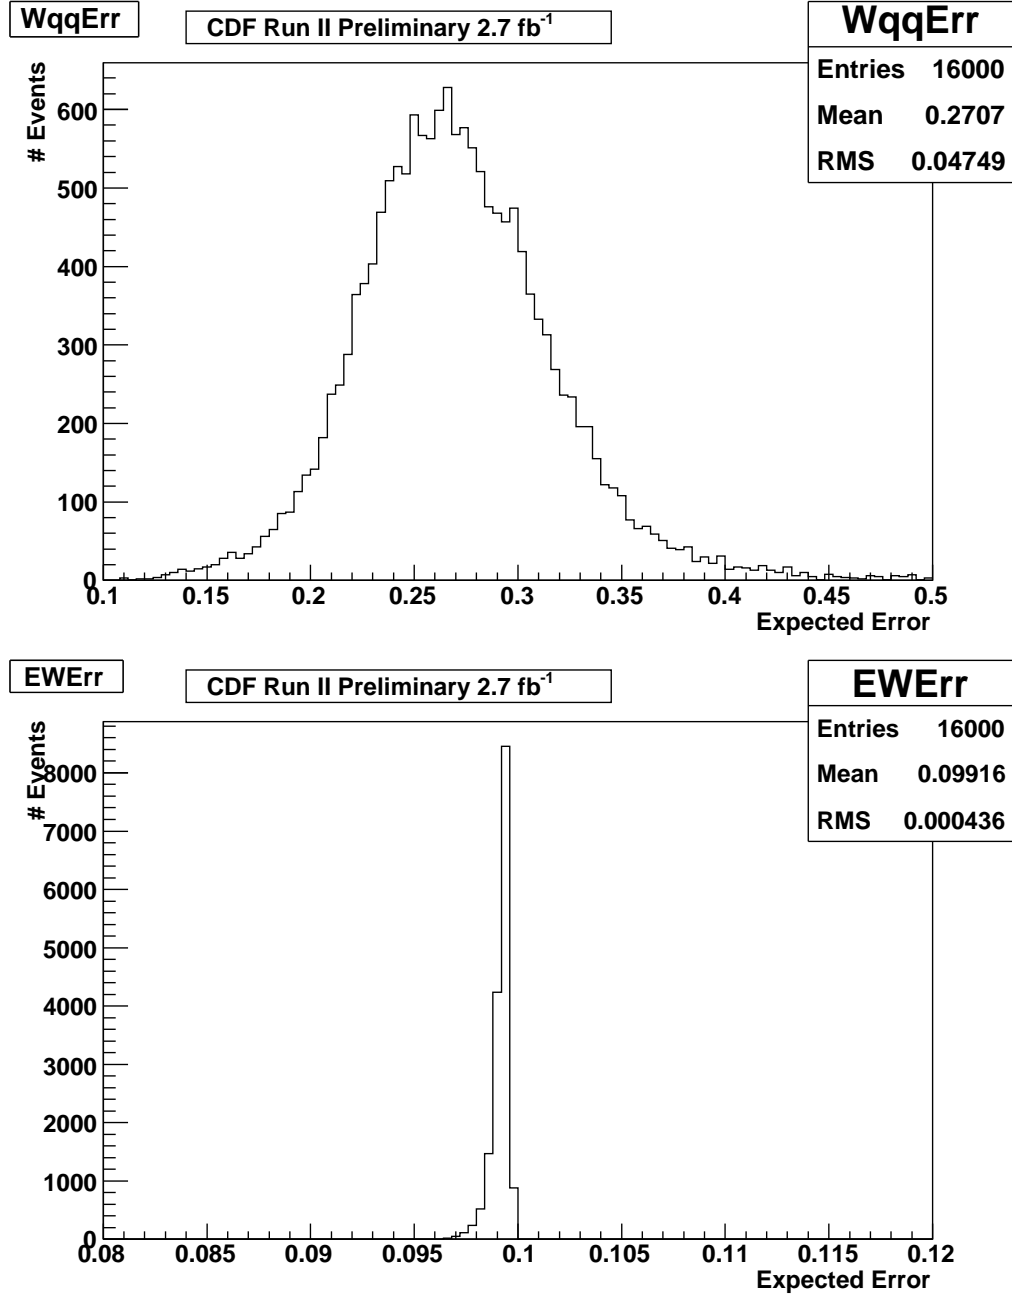 WqqErr
CDF Run II Preliminary 2.7 fb⁻¹
WqqErr
Entries 16000
Mean 0.2707
RMS 0.04749
# Events
600
500
400
300
200
100
0
0.1 0.15 0.2 0.25 0.3 0.35 0.4 0.45 0.5
Expected Error
EWErr
CDF Run II Preliminary 2.7 fb⁻¹
EWErr
Entries 16000
Mean 0.09916
RMS 0.000436
# Events
8000
7000
6000
5000
4000
3000
2000
1000
0
0.08 0.085 0.09 0.095 0.1 0.105 0.11 0.115 0.12
Expected Error